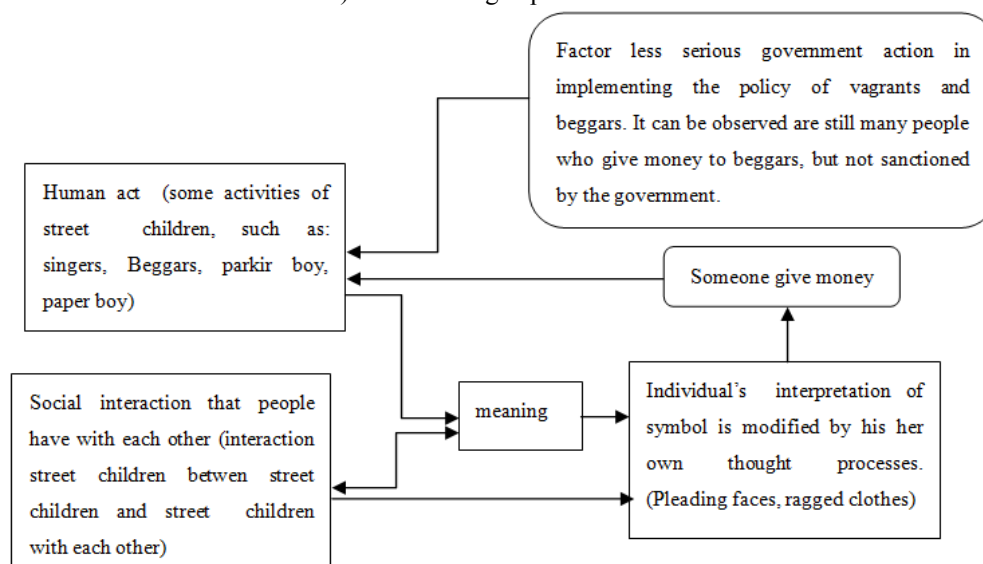 Factor less serious government action in
implementing the policy of vagrants and
beggars. It can be observed are still many people
who give money to beggars, but not sanctioned
by the government.
Human act (some activities of
street children, such as:
singers, Beggars, parkir boy,
paper boy)
Someone give money
Social interaction that people
have with each other (interaction
street children betwen street
children and street children
with each other)
meaning
Individual's interpretation of
symbol is modified by his her
own thought processes.
(Pleading faces, ragged clothes)